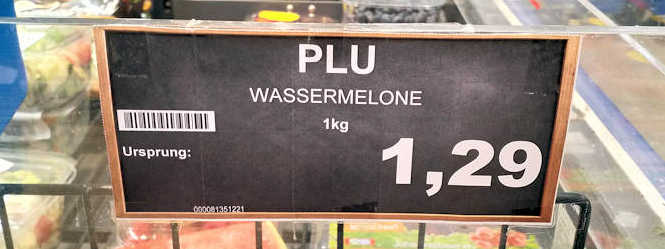 PLU
WASSERMELONE
1kg
Ursprung:
1,29
000081351221